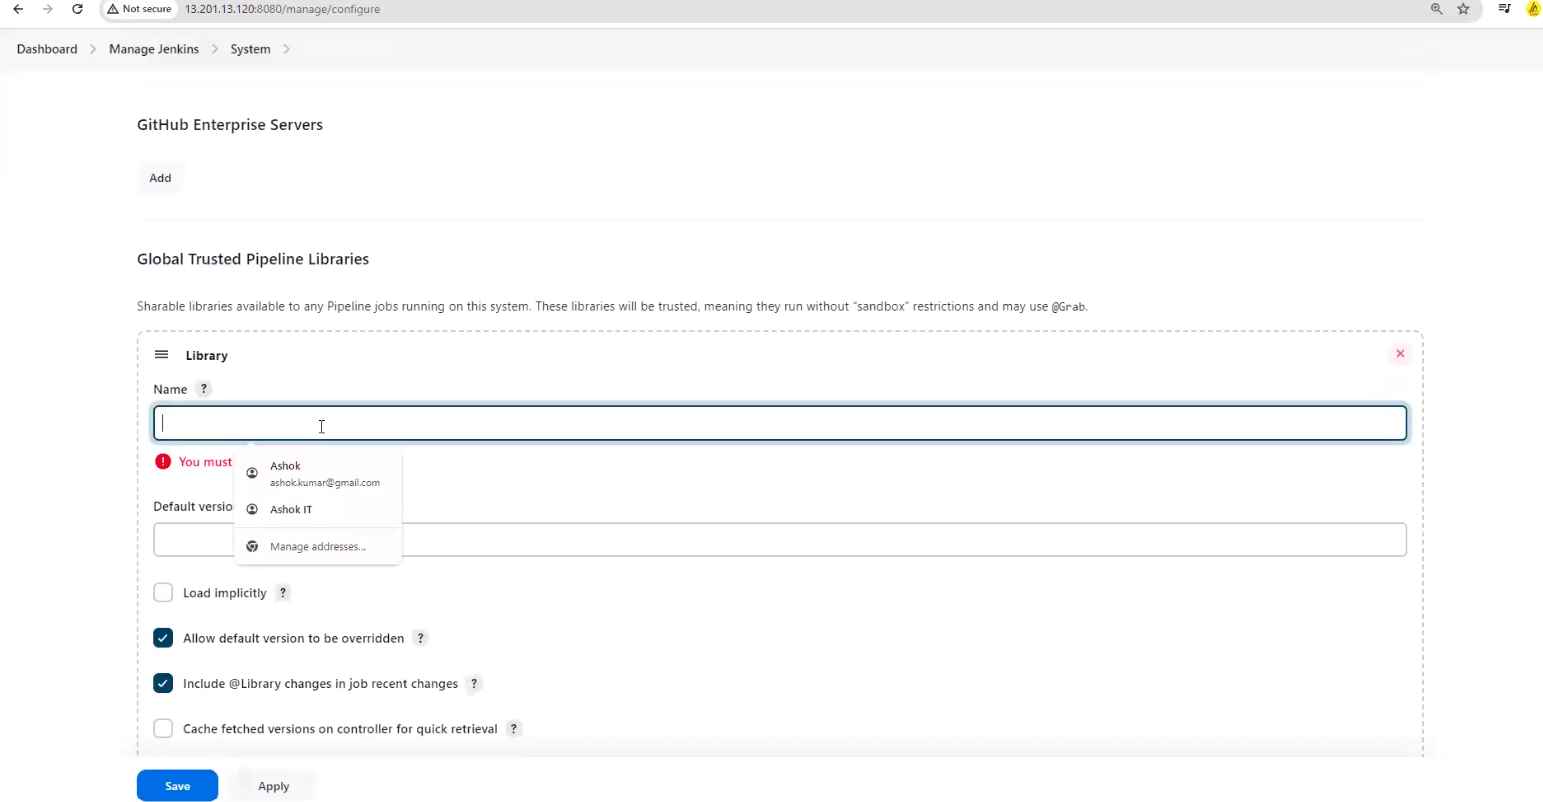 Not secure 13.201.13.120:8080/manage/configure
Dashboard > Manage Jenkins > System >
GitHub Enterprise Servers
Add
Global Trusted Pipeline Libraries
Sharable libraries available to any Pipeline jobs running on this system. These libraries will be trusted, meaning they run without “sandbox” restrictions and may use @Grab.
Library
Name ?
You must
Ashok
ashok.kumar@gmail.com
Default versio
Ashok IT
Manage addresses...
Load implicitly ?
Allow default version to be overridden ?
Include @Library changes in job recent changes ?
Cache fetched versions on controller for quick retrieval ?
Save Apply